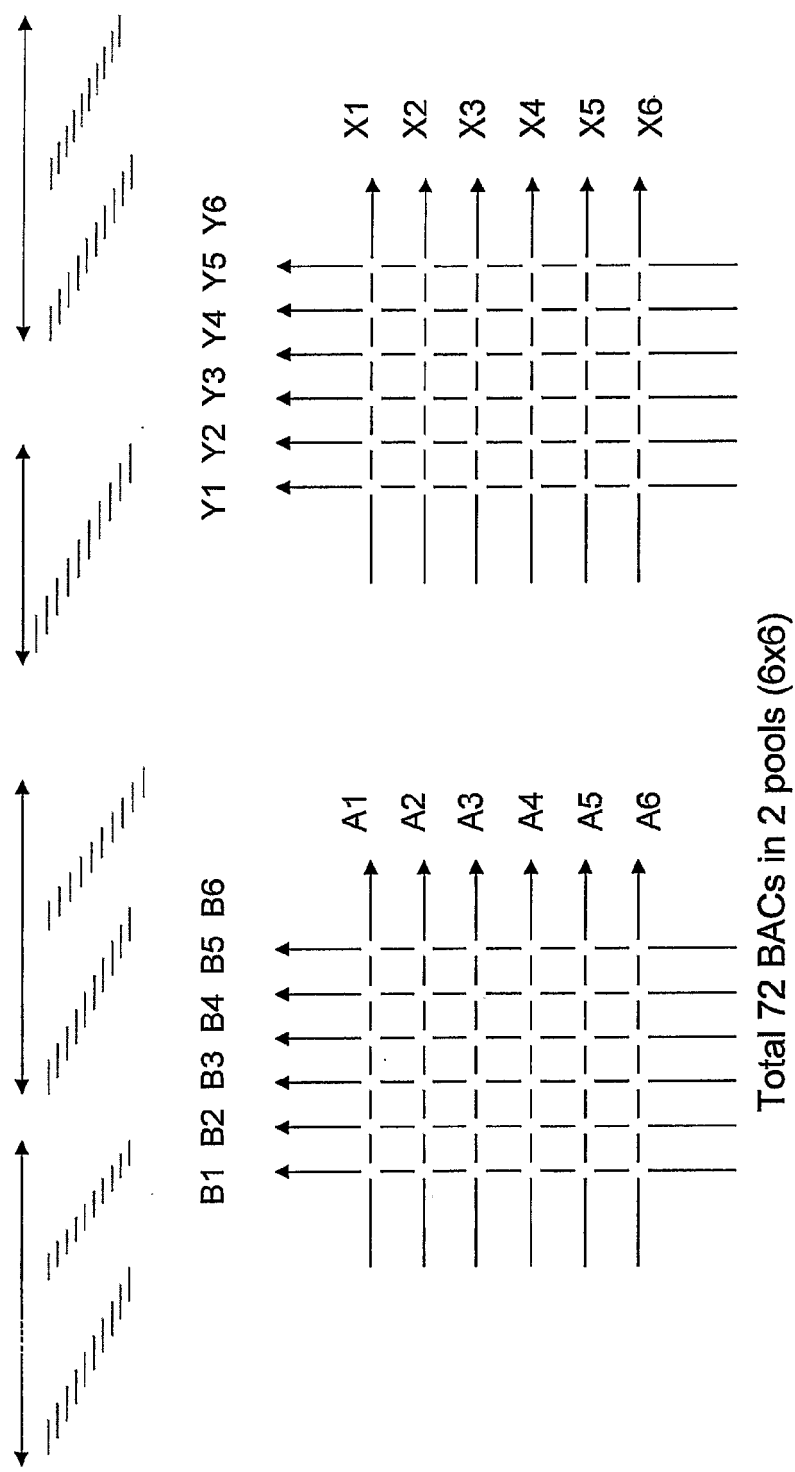 B1 B2 B3 B4 B5 B6
A1
A2
A3
A4
A5
A6
Y1 Y2 Y3 Y4 Y5 Y6
X1
X2
X3
X4
X5
X6
Total 72 BACs in 2 pools (6x6)